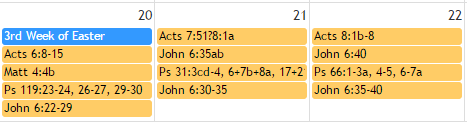 20
3rd Week of Easter
Acts 6:8-15
Matt 4:4b
Ps 119:23-24, 26-27, 29-30
John 6:22-29
21
Acts 7:51?8:1a
John 6:35ab
Ps 31:3cd-4, 6+7b+8a, 17+2
John 6:30-35
22
Acts 8:1b-8
John 6:40
Ps 66:1-3a, 4-5, 6-7a
John 6:35-40